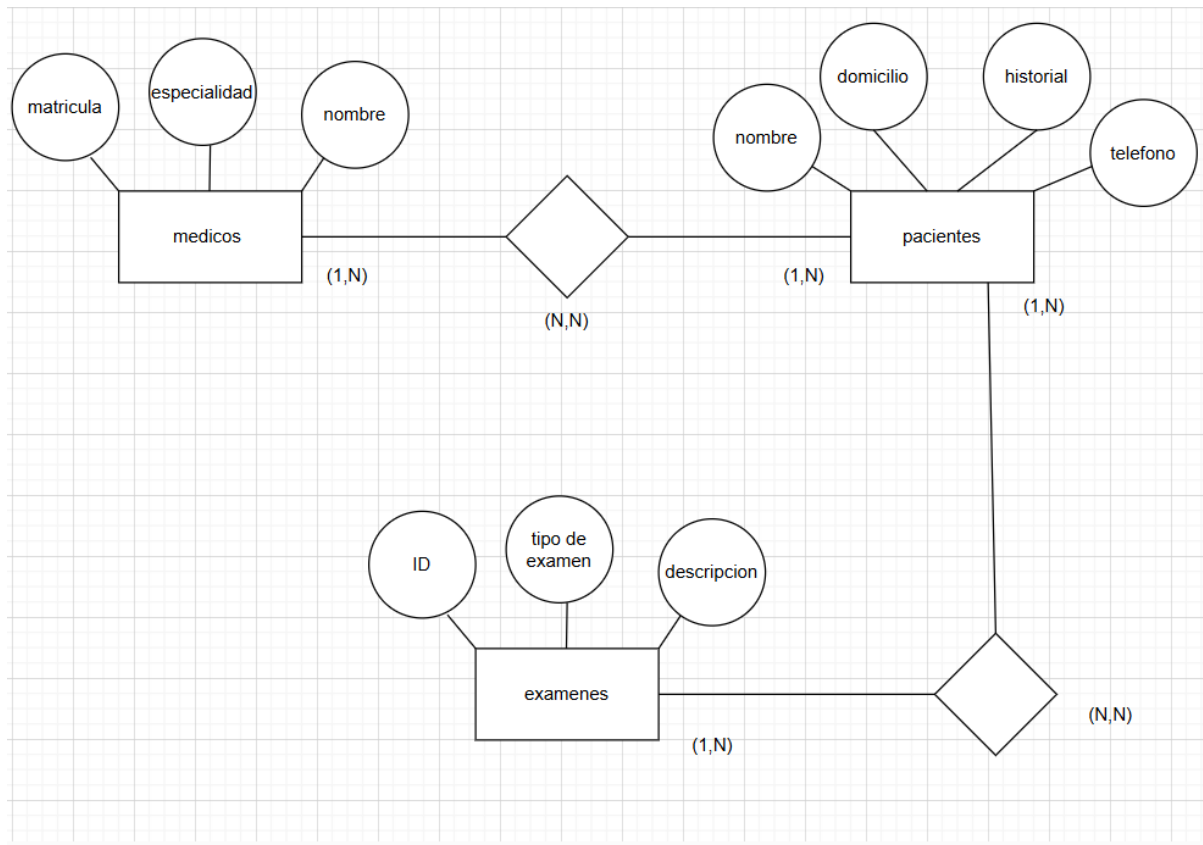 matricula
especialidad
nombre
nombre
domicilio
historial
telefono
medicos
(1,N)
(N,N)
(1,N)
pacientes
(1,N)
ID
tipo de
examen
descripcion
examenes
(1,N)
(N,N)